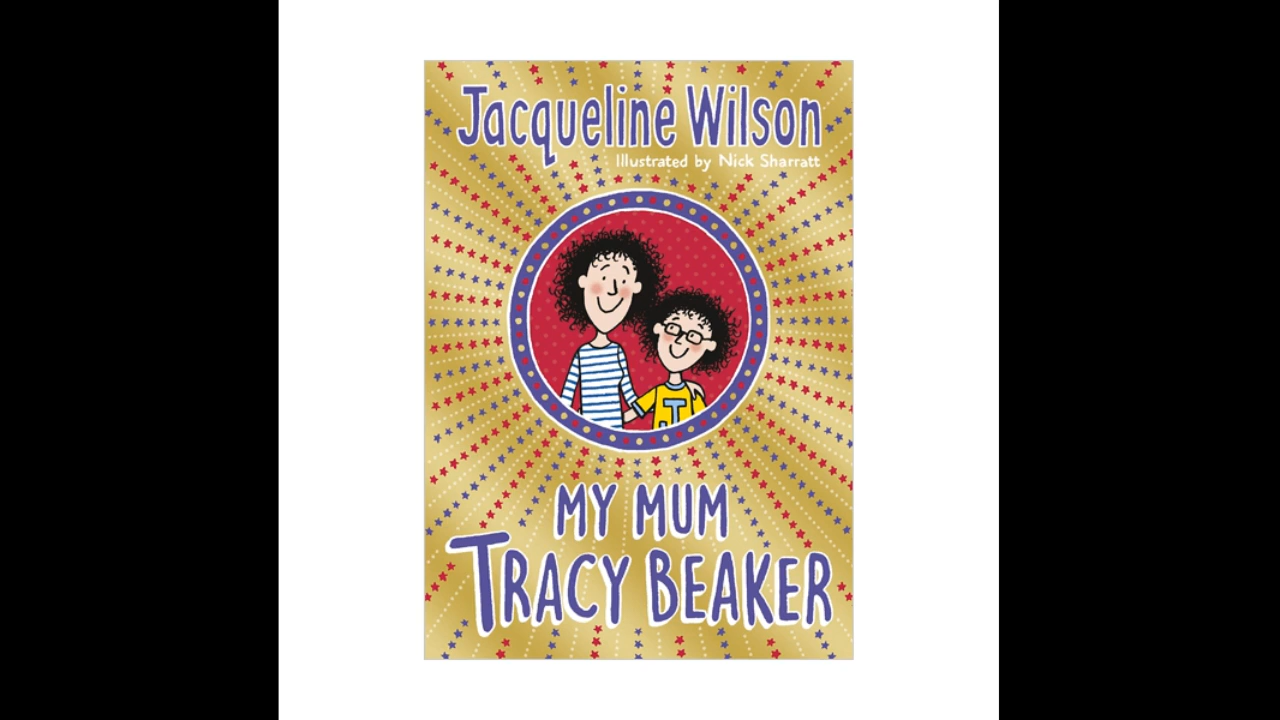 Jacqueline Wilson
Illustrated by Nick Sharratt
J
MY MUM
TRACY BEAKER